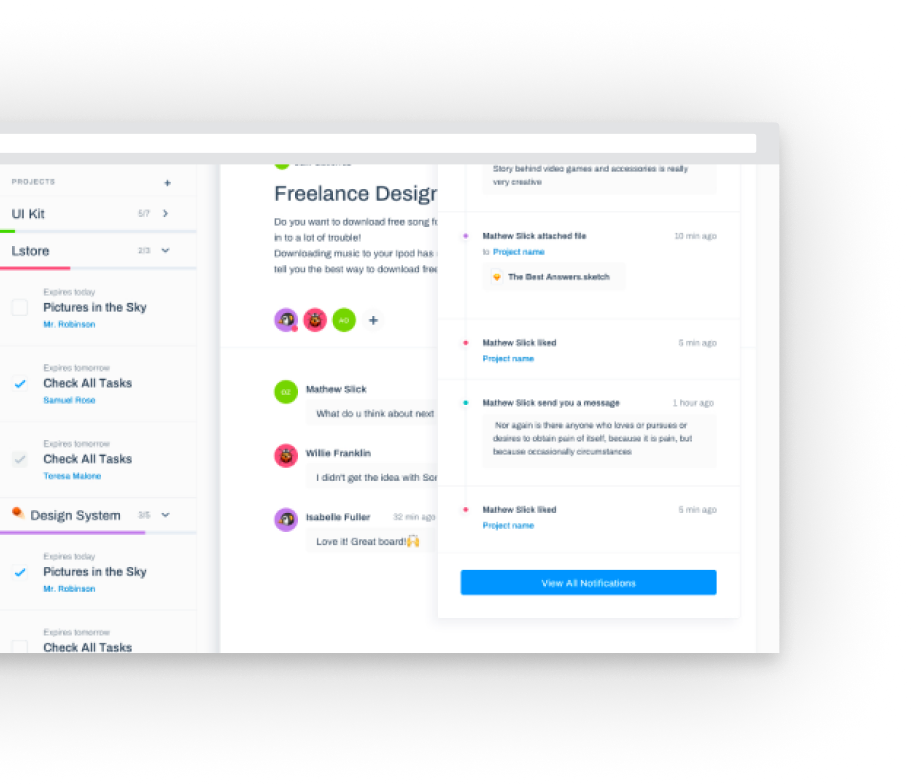 PROJECTS +
UI Kit 5/7
Lstore 2/3
Expires today
Pictures in the Sky
Mr. Robinson
Expires tomorrow
Check All Tasks
Samuel Rose
Expires tomorrow
Check All Tasks
Teresa Malone
Design System 3/5
Expires today
Pictures in the Sky
Mr. Robinson
Expires tomorrow
Check All Tasks
Freelance Design
Do you want to download free song fo
in to a lot of trouble!
Downloading music to your Ipod has
tell you the best way to download free
AO +
OZ
Mathew Slick
What do u think about next
Willie Franklin
I didn't get the idea with Som
Isabelle Fuller 32 min ago
Love it! Great board!🙌
Story behind video games and accessories is really
very creative
Mathew Slick attached file 10 min ago
to Project name
The Best Answers.sketch
Mathew Slick liked 5 min ago
Project name
Mathew Slick send you a message 1 hour ago
Nor again is there anyone who loves or pursues or
desires to obtain pain of itself, because it is pain, but
because occasionally circumstances
Mathew Slick liked 5 min ago
Project name
View All Notifications